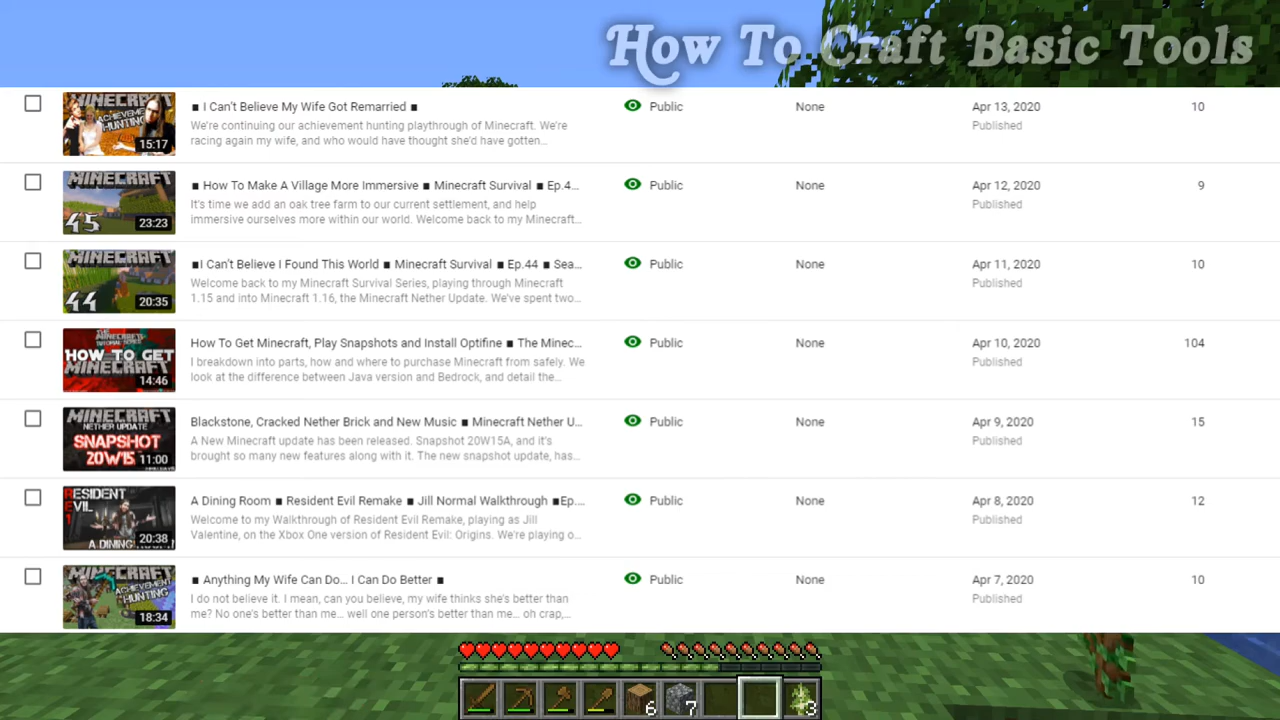 How To Craft Basic Tools
MINECRAFT
ACHIEVEMENT
HUNTING
15:17
■ I Can't Believe My Wife Got Remarried ■
We're continuing our achievement hunting playthrough of Minecraft. We're
racing again my wife, and who would have thought she'd have gotten...
Public
None
Apr 13, 2020
Published
10
MINECRAFT
45
23:23
■ How To Make A Village More Immersive ■ Minecraft Survival ■ Ep.4...
It's time we add an oak tree farm to our current settlement, and help
immersive ourselves more within our world. Welcome back to my Minecraft...
Public
None
Apr 12, 2020
Published
9
MINECRAFT
44
20:35
■I Can't Believe I Found This World ■ Minecraft Survival ■ Ep.44 ■ Sea...
Welcome back to my Minecraft Survival Series, playing through Minecraft
1.15 and into Minecraft 1.16, the Minecraft Nether Update. We've spent two...
Public
None
Apr 11, 2020
Published
10
THE
MINECRAFT
TUTORIAL SERIES
HOW TO GET
MINECRAFT
14:46
How To Get Minecraft, Play Snapshots and Install Optifine ■ The Minec...
I breakdown into parts, how and where to purchase Minecraft from safely. We
look at the difference between Java version and Bedrock, and detail the...
Public
None
Apr 10, 2020
Published
104
MINECRAFT
NETHER UPDATE
SNAPSHOT
20W15
11:00
Blackstone, Cracked Nether Brick and New Music ■ Minecraft Nether U...
A New Minecraft update has been released. Snapshot 20W15A, and it's
brought so many new features along with it. The new snapshot update, has...
Public
None
Apr 9, 2020
Published
15
RESIDENT
EVIL
A DINING
20:38
A Dining Room ■ Resident Evil Remake ■ Jill Normal Walkthrough ■Ep....
Welcome to my Walkthrough of Resident Evil Remake, playing as Jill
Valentine, on the Xbox One version of Resident Evil: Origins. We're playing o...
Public
None
Apr 8, 2020
Published
12
MINECRAFT
ACHIEVEMENT
HUNTING
18:34
■ Anything My Wife Can Do... I Can Do Better ■
I do not believe it. I mean, can you believe, my wife thinks she's better than
me? No one's better than me... well one person's better than me... oh crap,...
Public
None
Apr 7, 2020
Published
10
6
7
3